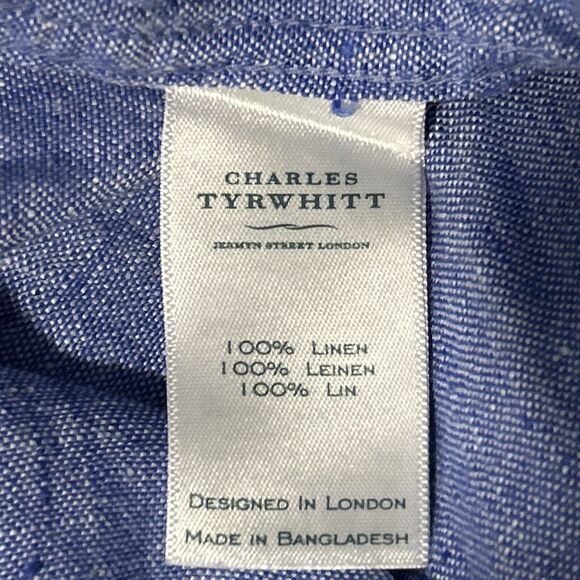 CHARLES
TYRWHITT
JERMYN STREET LONDON
100% LINEN
100% LEINEN
100% LIN
DESIGNED IN LONDON
MADE IN BANGLADESH